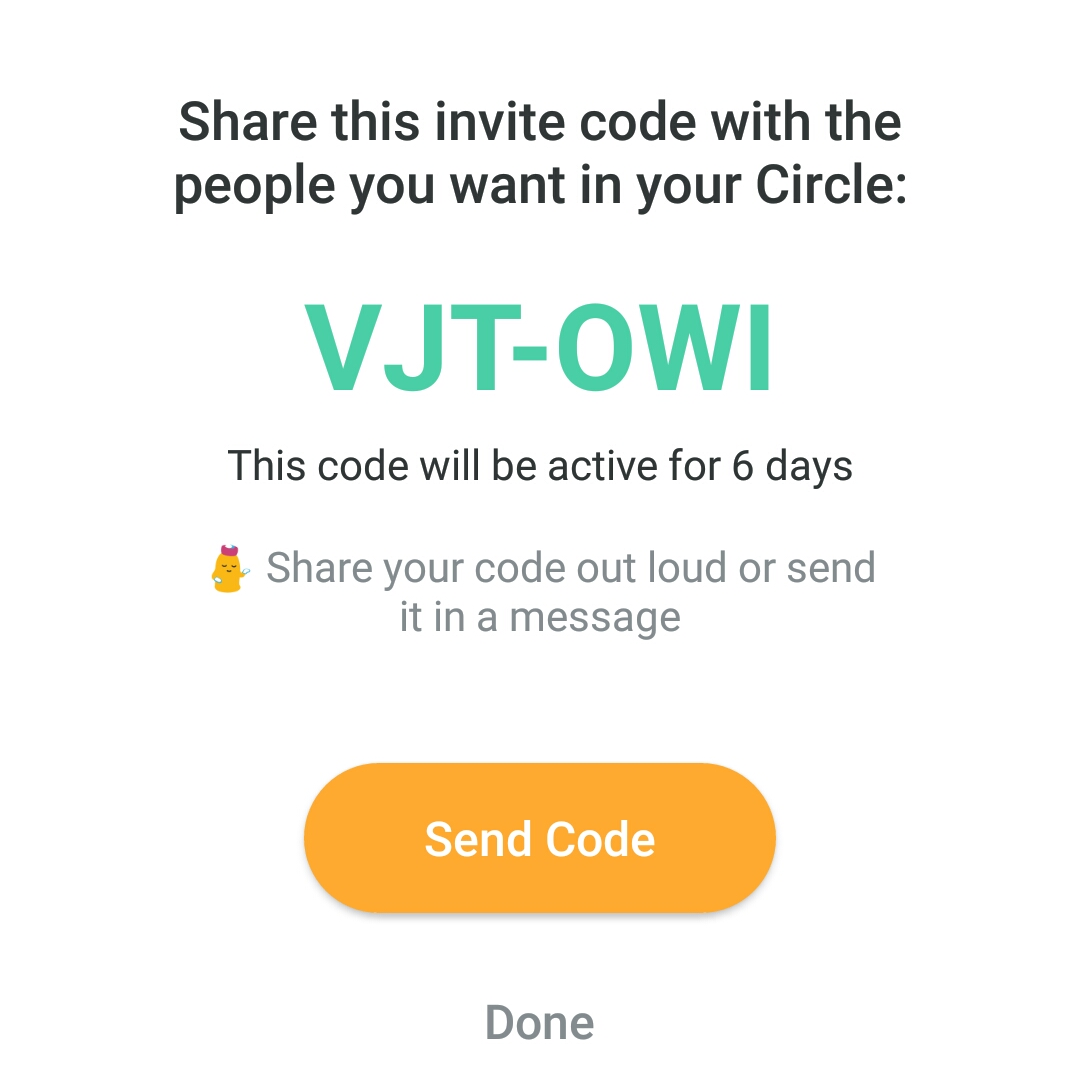 Share this invite code with the
people you want in your Circle:
VJT-OWI
This code will be active for 6 days
Share your code out loud or send
it in a message
Send Code
Done